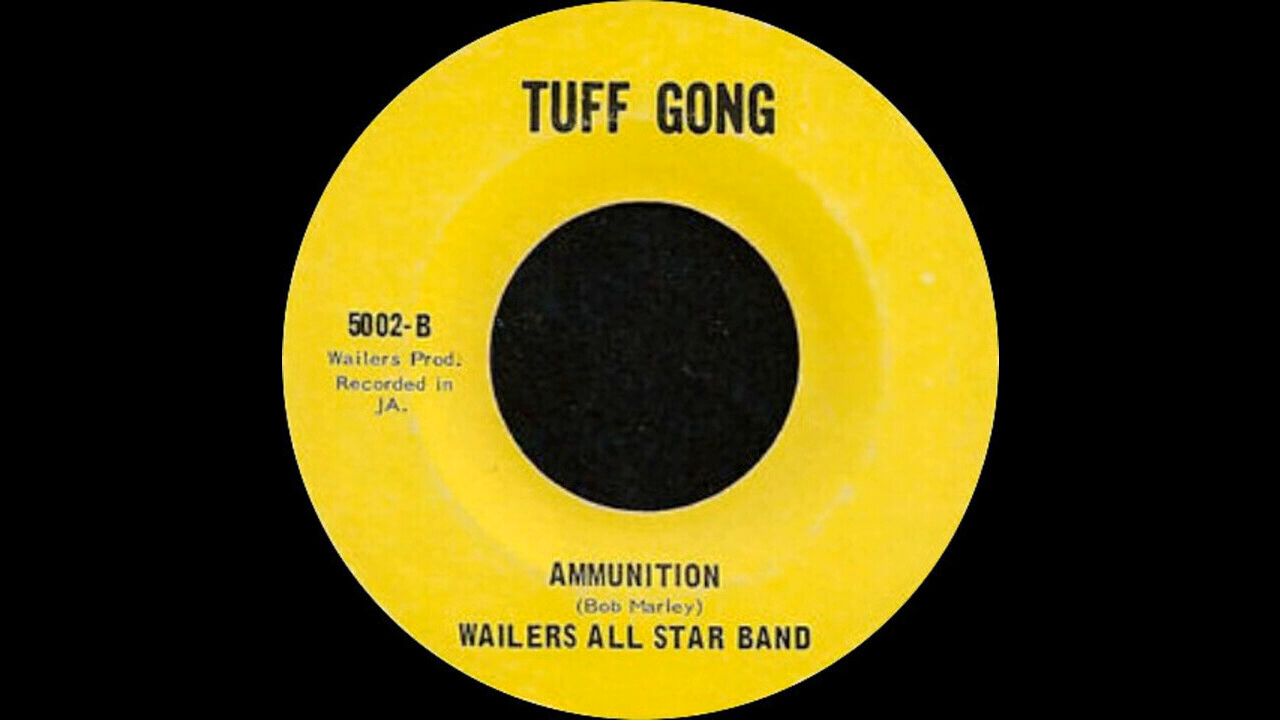 TUFF GONG
5002-B
Wailers Prod.
Recorded in
JA.
AMMUNITION
(Bob Marley)
WAILERS ALL STAR BAND